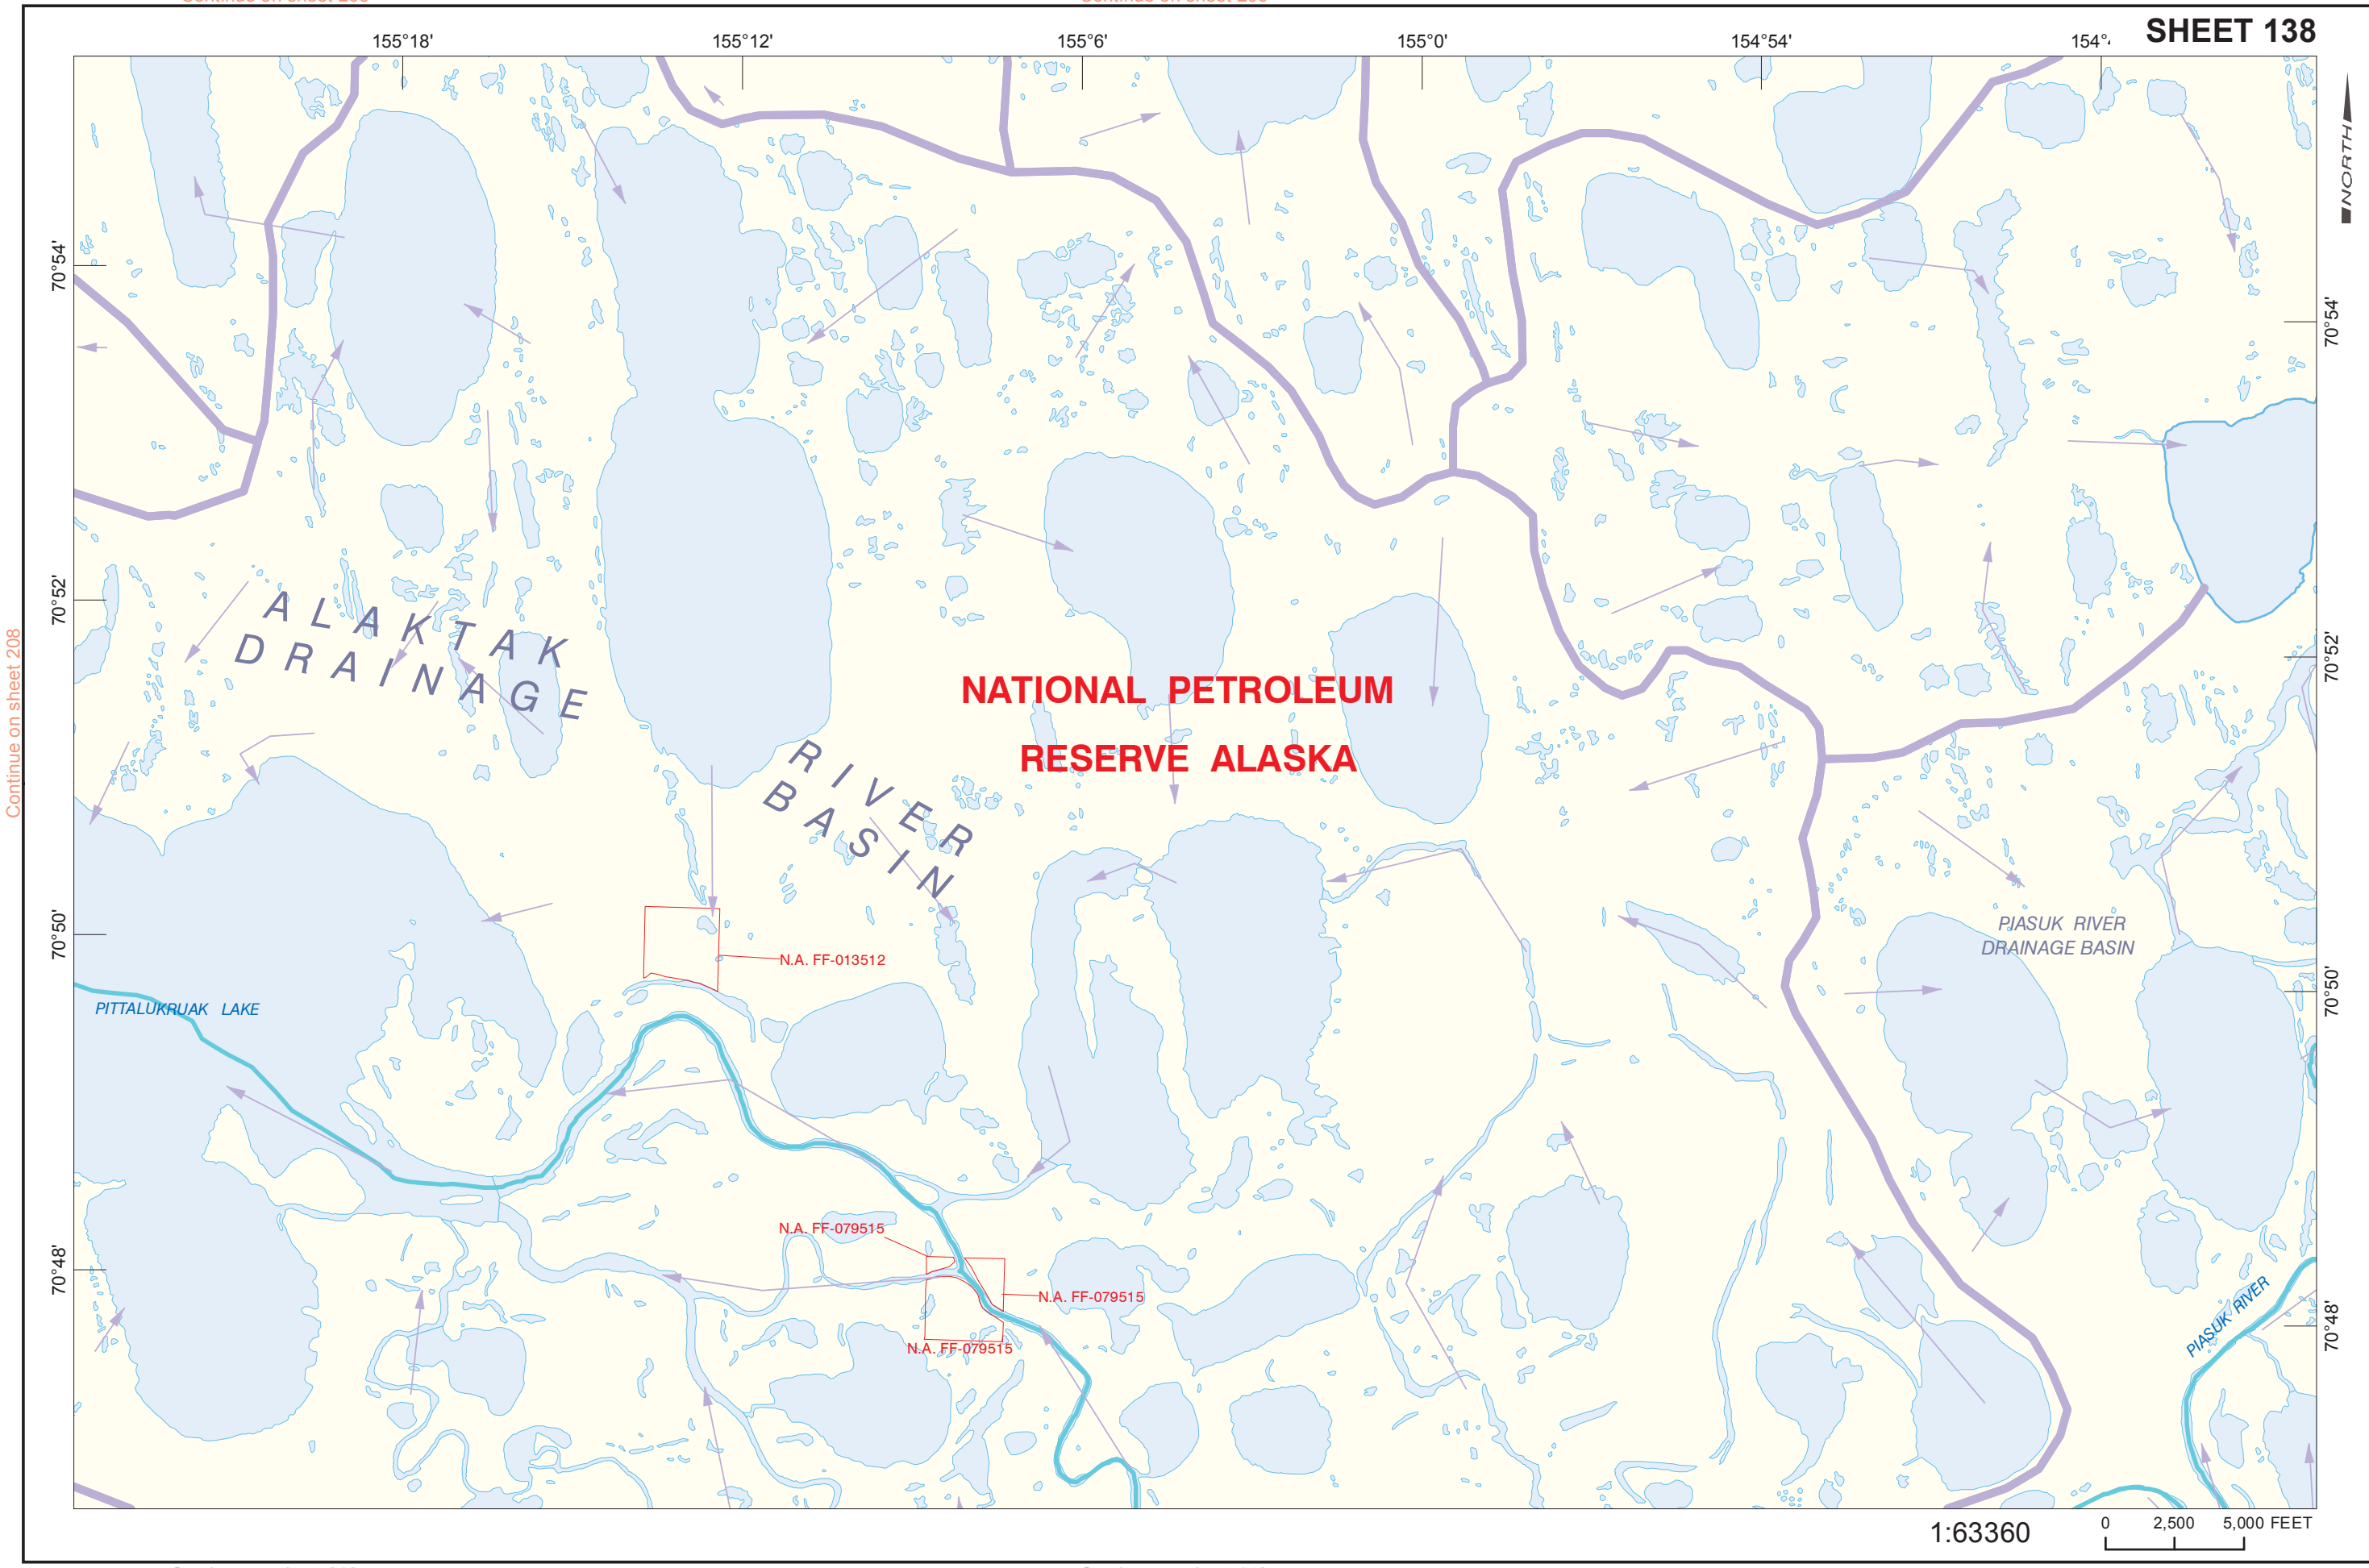 SHEET 138
155°18'
155°12'
155°6'
155°0'
154°54'
NORTH
70°54'
70°54'
70°52'
70°52'
ALAKTAK
DRAINAGE
RIVER
BASIN
NATIONAL PETROLEUM
RESERVE ALASKA
Continue on sheet 208
70°50'
70°50'
N.A. FF-013512
PITTALUKRUAK LAKE
PIASUK RIVER
DRAINAGE BASIN
N.A. FF-079515
N.A. FF-079515
N.A. FF-079515
70°48'
70°48'
PIASUK RIVER
1:63360
0 2,500 5,000 FEET